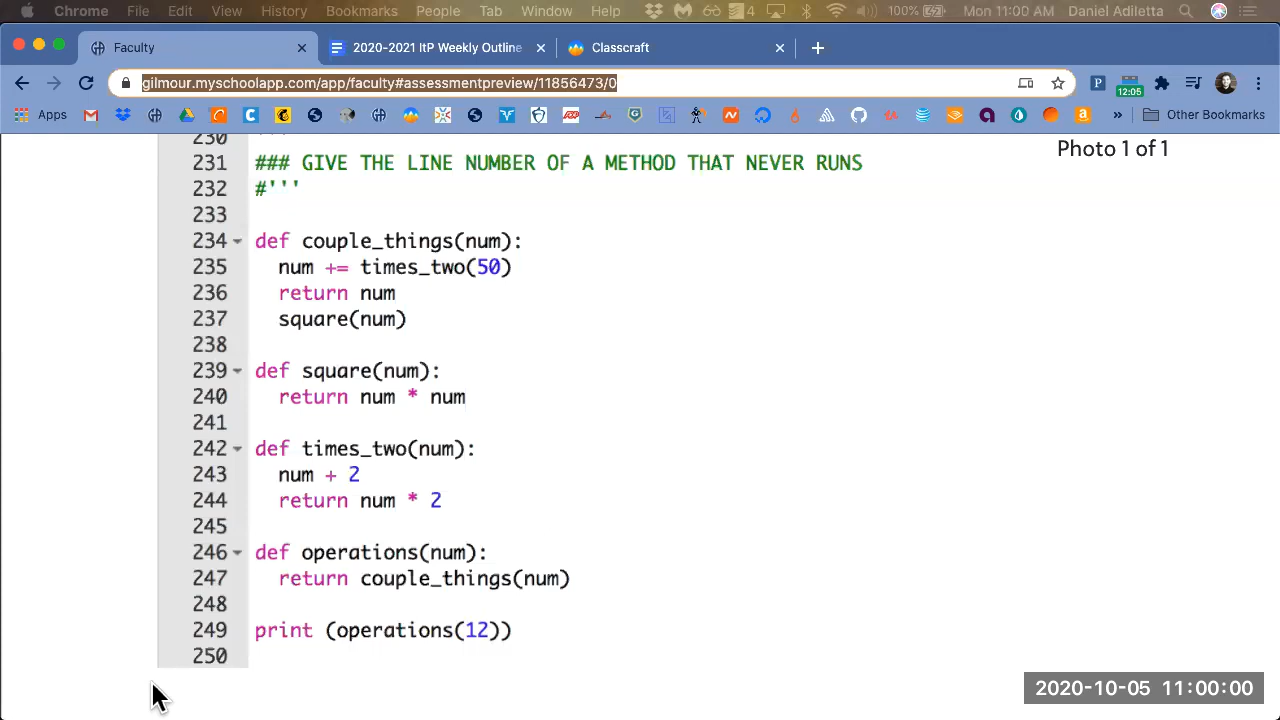 Chrome File Edit View History Bookmarks People Tab Window Help 4 100% Mon 11:00 AM Daniel Adiletta
Faculty 2020-2021 ItP Weekly Outline Classcraft
gilmour.myschoolapp.com/app/faculty#assessmentpreview/11856473/0 12:05
Apps Other Bookmarks
Photo 1 of 1
230 '''
231 ### GIVE THE LINE NUMBER OF A METHOD THAT NEVER RUNS
232 #'''
233
234 def couple_things(num):
235 num += times_two(50)
236 return num
237 square(num)
238
239 def square(num):
240 return num * num
241
242 def times_two(num):
243 num + 2
244 return num * 2
245
246 def operations(num):
247 return couple_things(num)
248
249 print (operations(12))
250
2020-10-05 11:00:00